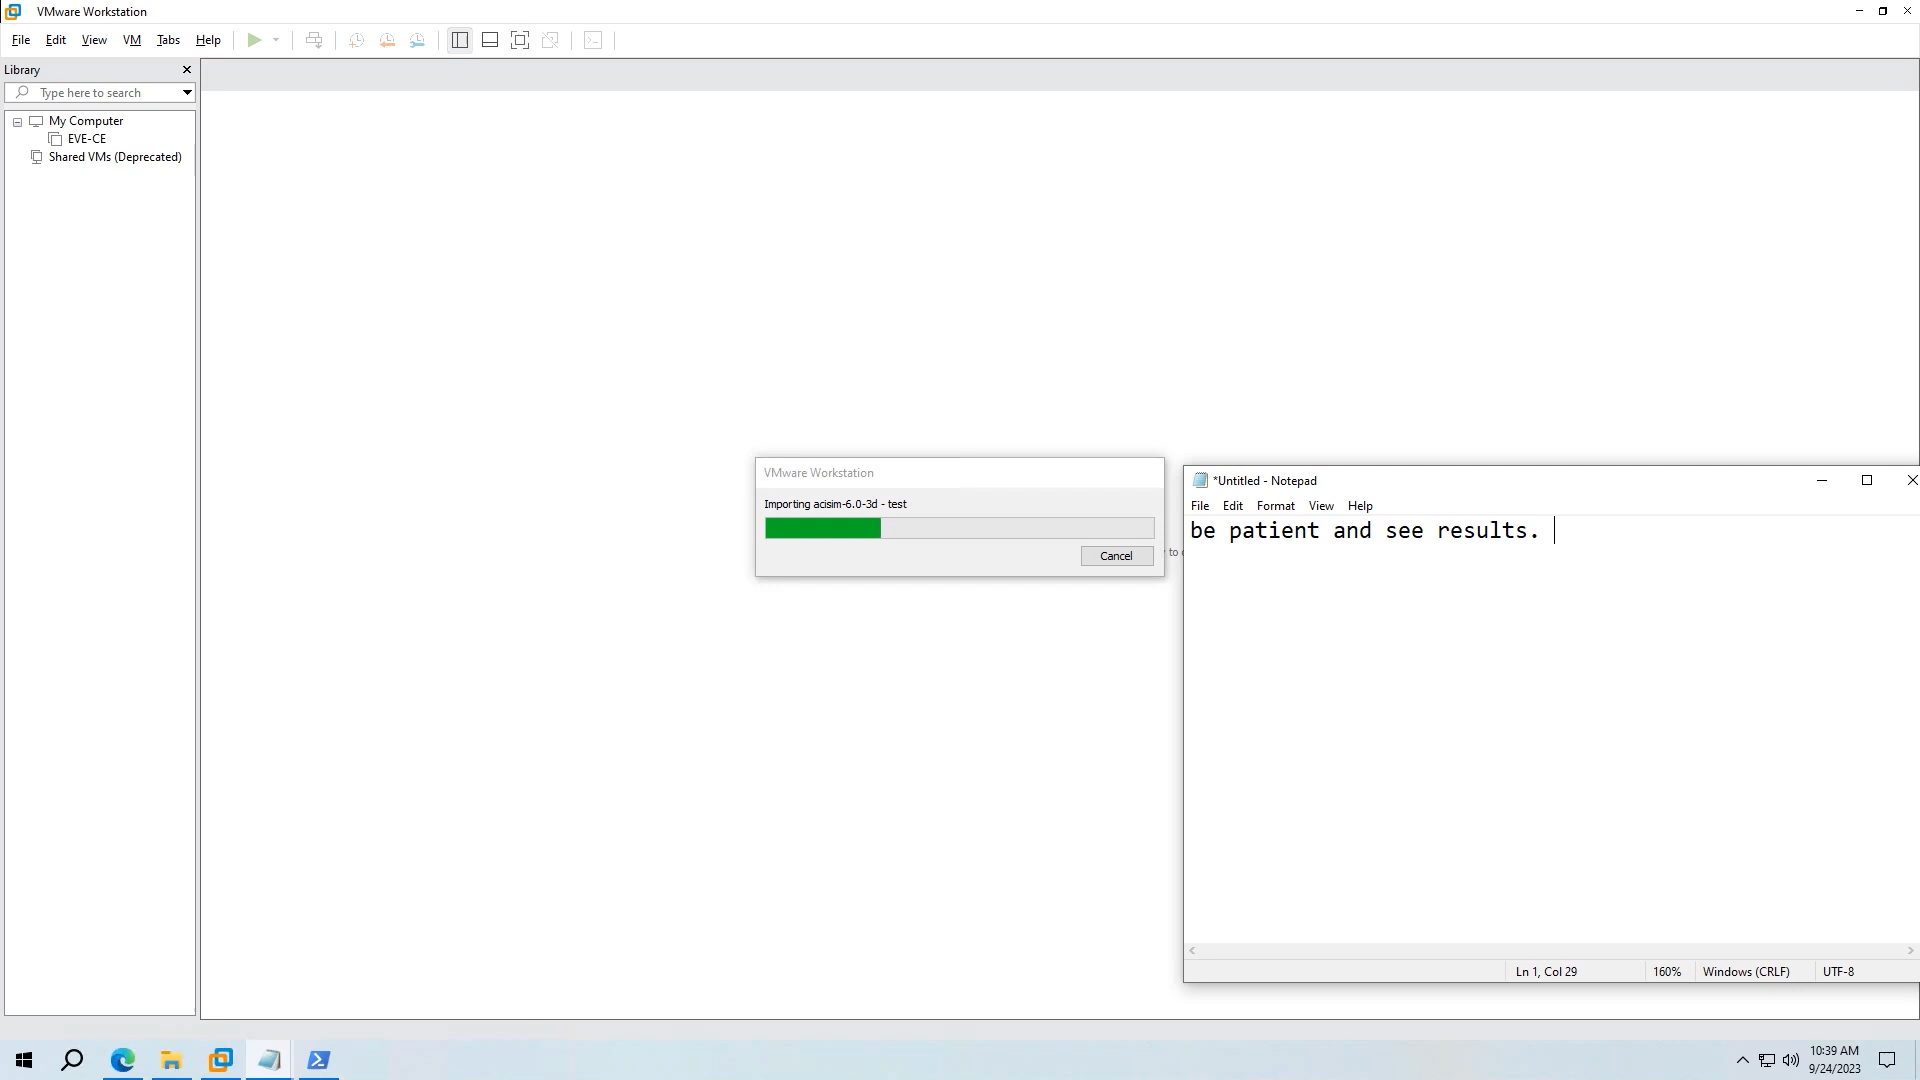 VMware Workstation
File Edit View VM Tabs Help
Library
Type here to search
My Computer
EVE-CE
Shared VMs (Deprecated)
VMware Workstation
Importing acisim-6.0-3d - test
Cancel
to
*Untitled - Notepad
File Edit Format View Help
be patient and see results.
Ln 1, Col 29 160% Windows (CRLF) UTF-8
10:39 AM
9/24/2023